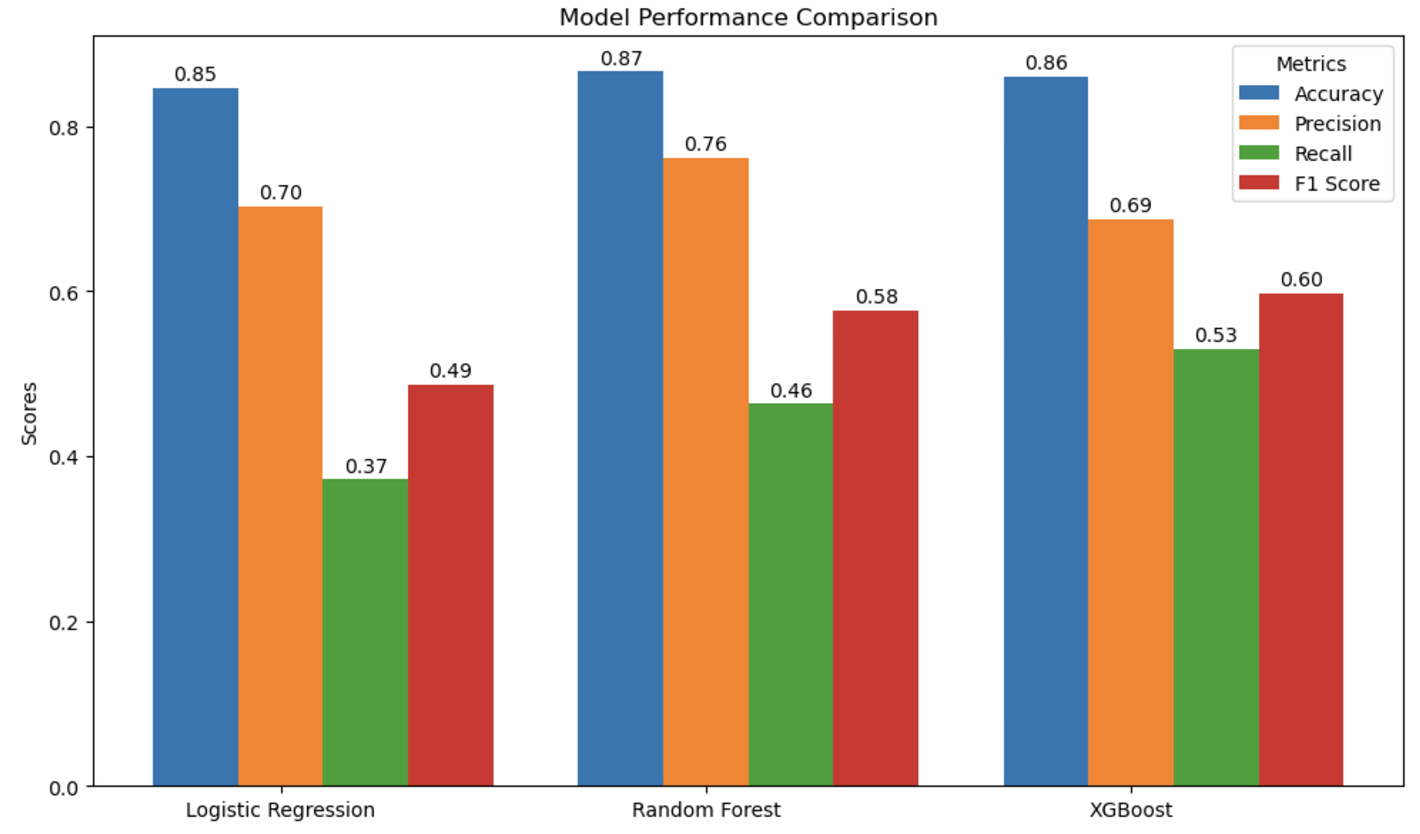 Model Performance Comparison
0.85
0.87
0.86
Metrics
Accuracy
Precision
Recall
F1 Score
0.8
0.70
0.76
0.69
0.6
0.60
0.58
0.53
0.49
0.46
0.37
Scores
0.4
0.2
0.0
Logistic Regression
Random Forest
XGBoost